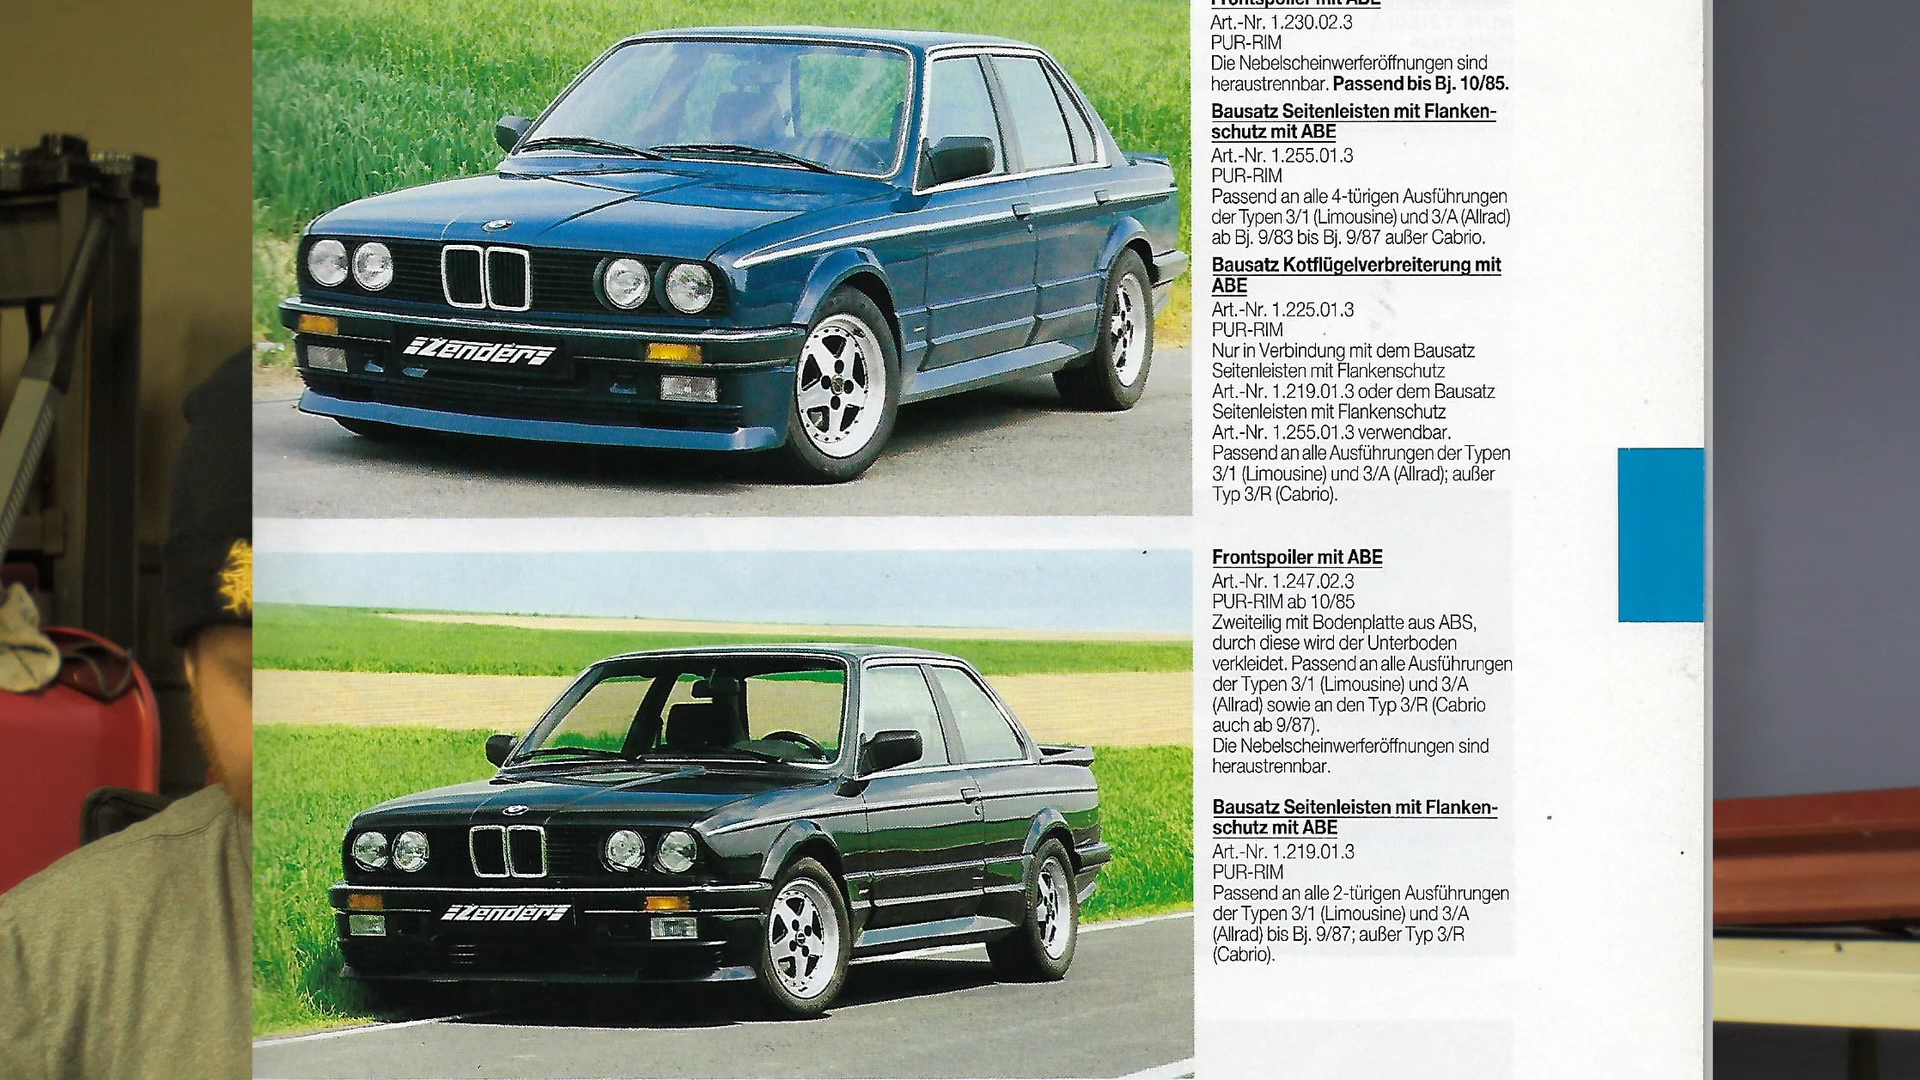 Frontspoiler mit ABE
Art.-Nr. 1.230.02.3
PUR-RIM
Die Nebelscheinwerferöffnungen sind
heraustrennbar. Passend bis Bj. 10/85.
Bausatz Seitenleisten mit Flanken-
schutz mit ABE
Art.-Nr. 1.255.01.3
PUR-RIM
Passend an alle 4-türigen Ausführungen
der Typen 3/1 (Limousine) und 3/A (Allrad)
ab Bj. 9/83 bis Bj. 9/87 außer Cabrio.
Bausatz Kotflügelverbreiterung mit
ABE
Art.-Nr. 1.225.01.3
PUR-RIM
Nur in Verbindung mit dem Bausatz
Seitenleisten mit Flankenschutz
Art.-Nr. 1.219.01.3 oder dem Bausatz
Seitenleisten mit Flankenschutz
Art.-Nr. 1.255.01.3 verwendbar.
Passend an alle Ausführungen der Typen
3/1 (Limousine) und 3/A (Allrad); außer
Typ 3/R (Cabrio).
Zender
Frontspoiler mit ABE
Art.-Nr. 1.247.02.3
PUR-RIM ab 10/85
Zweiteilig mit Bodenplatte aus ABS,
durch diese wird der Unterboden
verkleidet. Passend an alle Ausführungen
der Typen 3/1 (Limousine) und 3/A
(Allrad) sowie an den Typ 3/R (Cabrio
auch ab 9/87).
Die Nebelscheinwerferöffnungen sind
heraustrennbar.
Bausatz Seitenleisten mit Flanken-
schutz mit ABE
Art.-Nr. 1.219.01.3
PUR-RIM
Passend an alle 2-türigen Ausführungen
der Typen 3/1 (Limousine) und 3/A
(Allrad) bis Bj. 9/87; außer Typ 3/R
(Cabrio).
Zender